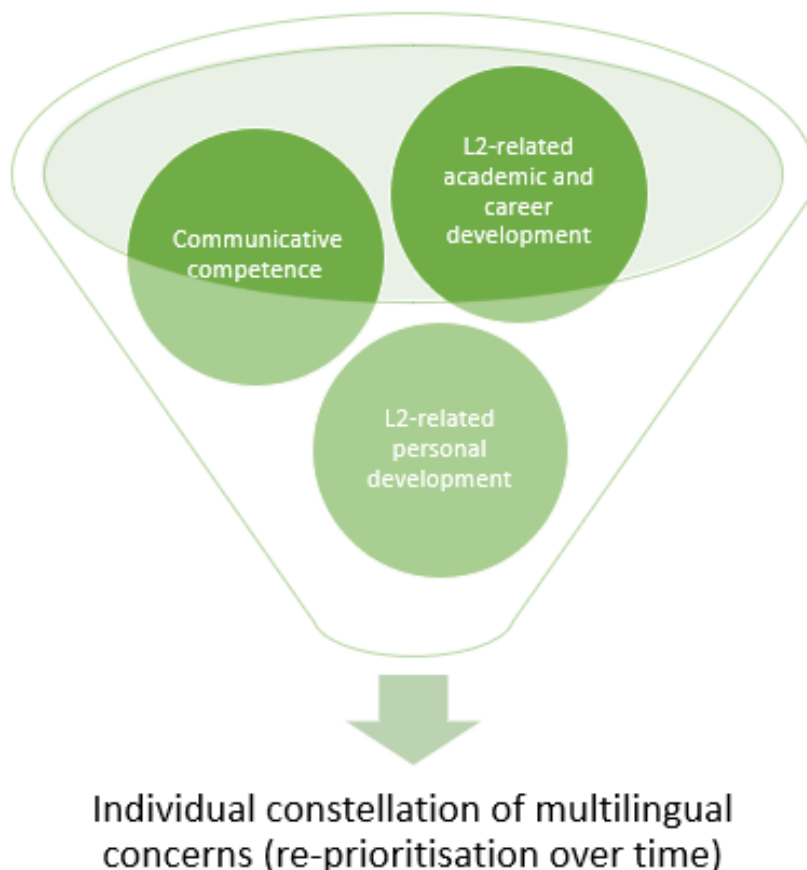 L2-related
academic and
career
development
Communicative
competence
L2-related
personal
development
Individual constellation of multilingual
concerns (re-prioritisation over time)